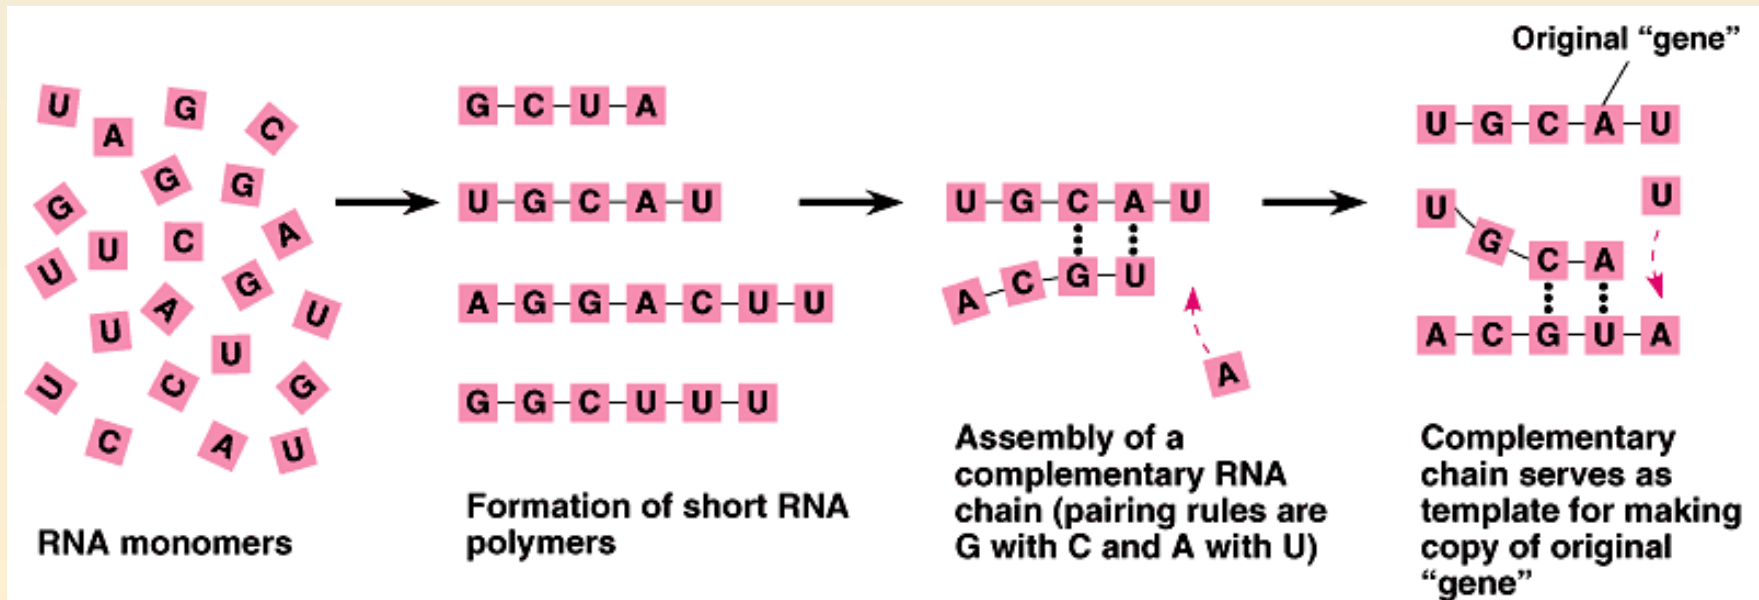 Original “gene”
U
A
G
C
G
G
G
U
C
A
U
G
A
U
U
U
U
C
G
C
A
U
G-C-U-A
U-G-C-A-U
A-G-G-A-C-U-U
G-G-C-U-U-U
U-G-C-A-U
A-C-G-U
A
U-G-C-A-U
U
U-G-C-A
A-C-G-U-A
RNA monomers
Formation of short RNA
polymers
Assembly of a
complementary RNA
chain (pairing rules are
G with C and A with U)
Complementary
chain serves as
template for making
copy of original
“gene”